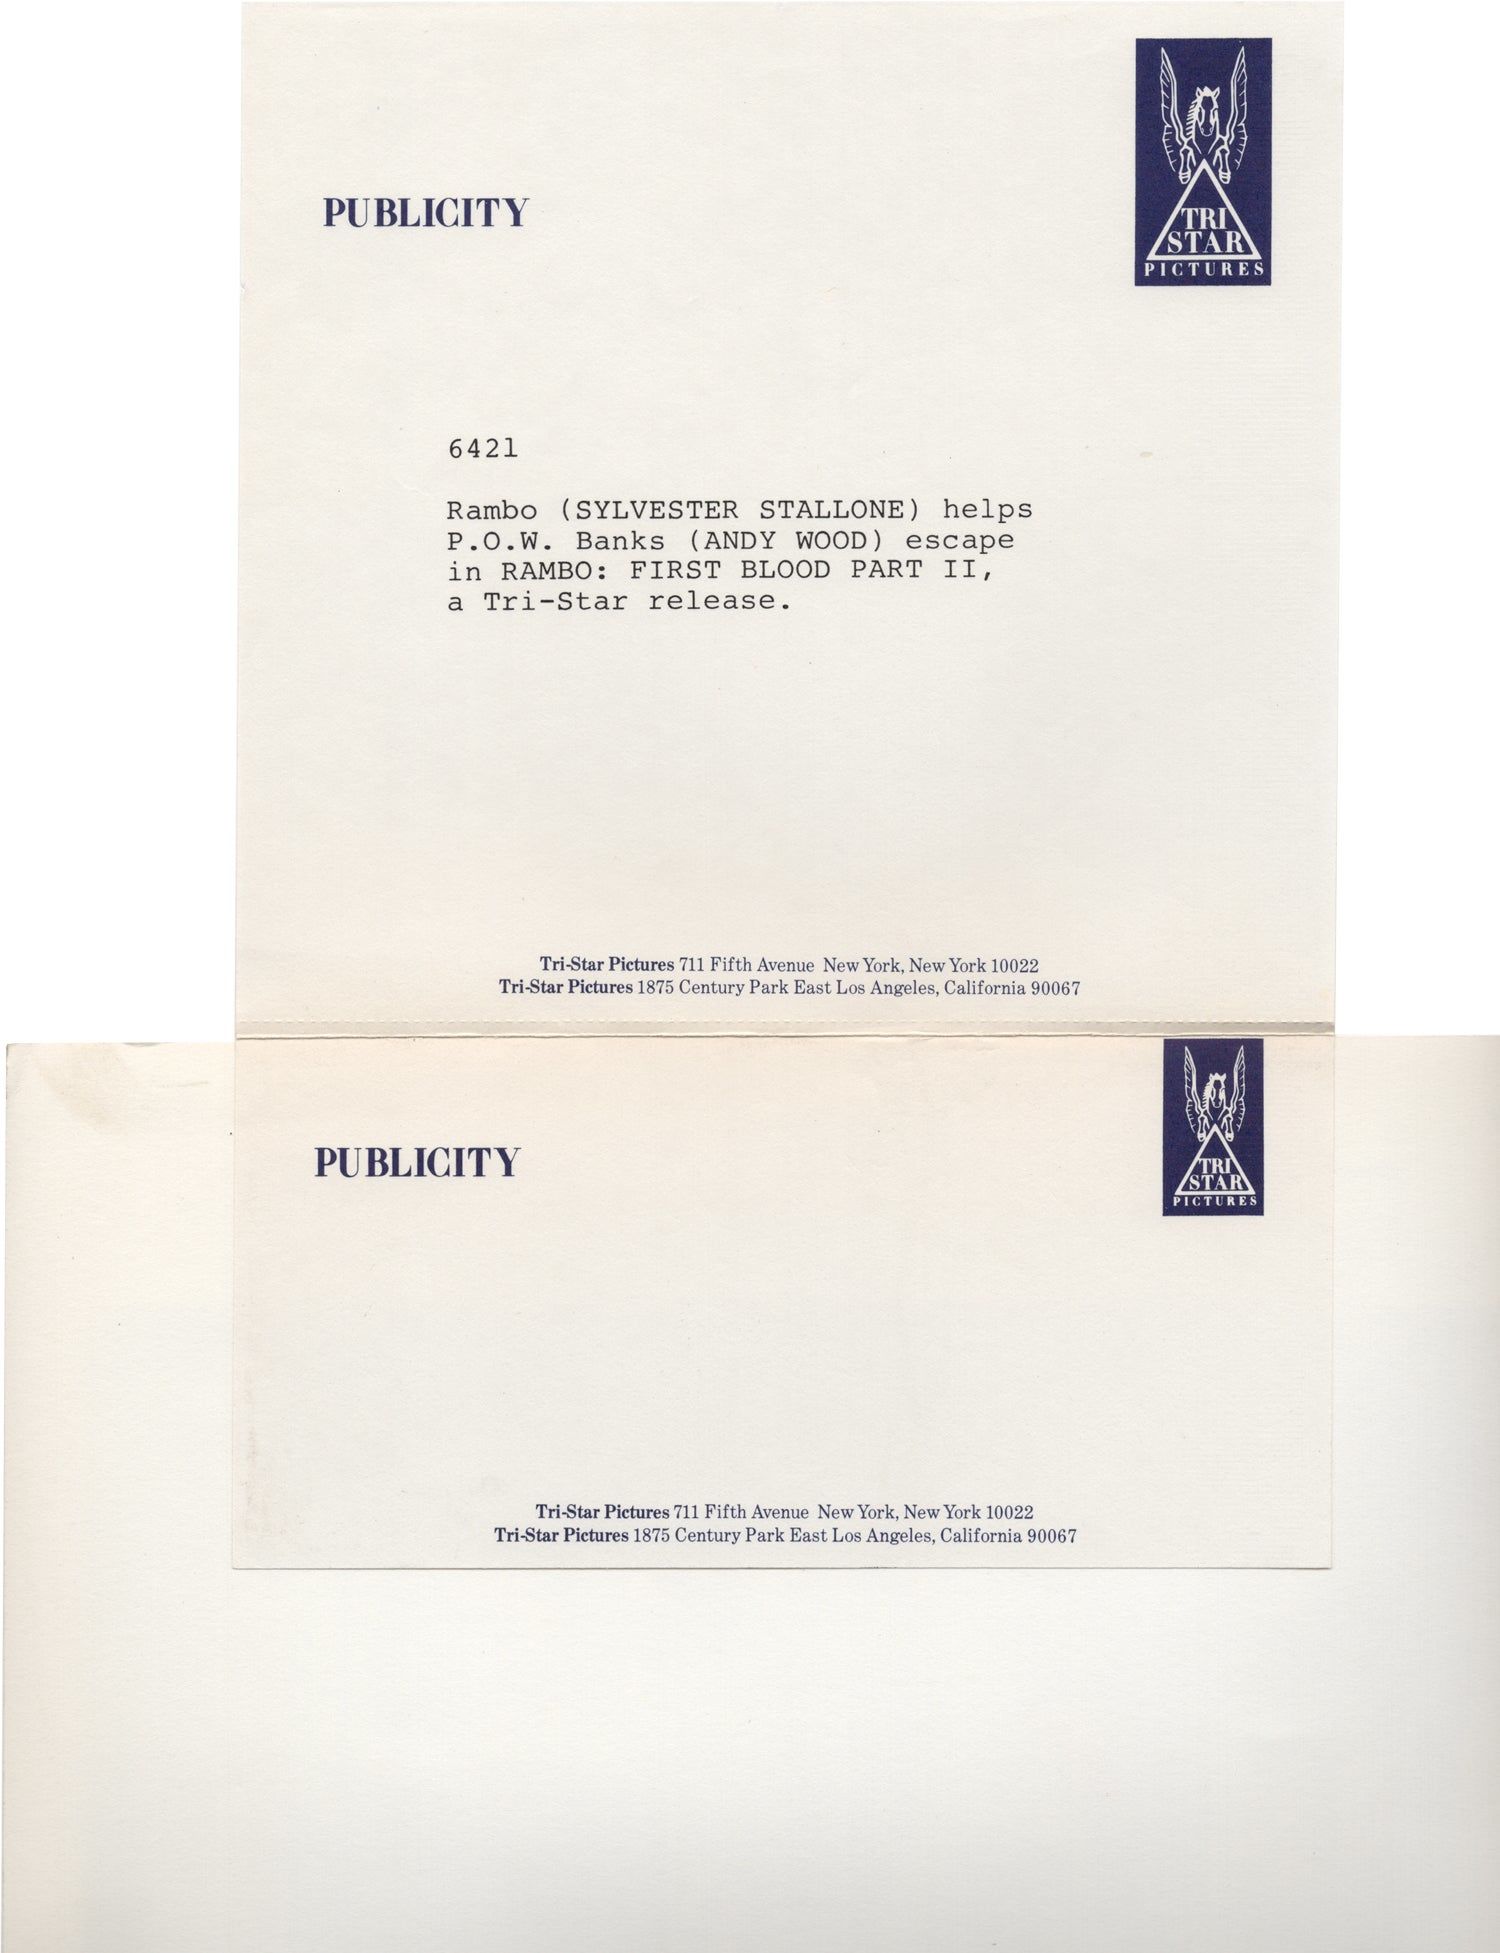 PUBLICITY
TRI
STAR
PICTURES
6421
Rambo (SYLVESTER STALLONE) helps
P.O.W. Banks (ANDY WOOD) escape
in RAMBO: FIRST BLOOD PART II,
a Tri-Star release.
Tri-Star Pictures 711 Fifth Avenue New York, New York 10022
Tri-Star Pictures 1875 Century Park East Los Angeles, California 90067
PUBLICITY
TRI
STAR
PICTURES
Tri-Star Pictures 711 Fifth Avenue New York, New York 10022
Tri-Star Pictures 1875 Century Park East Los Angeles, California 90067